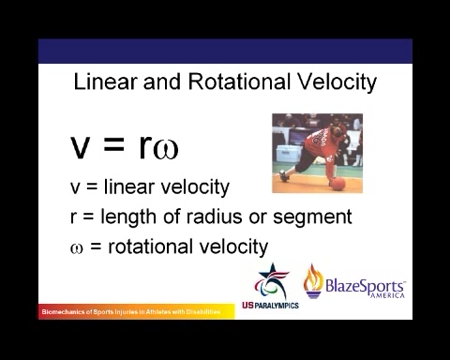 Linear and Rotational Velocity
v = rω
v = linear velocity
r = length of radius or segment
ω = rotational velocity
US PARALYMPICS
BlazeSports
AMERICA
Biomechanics of Sports Injuries in Athletes with Disabilities